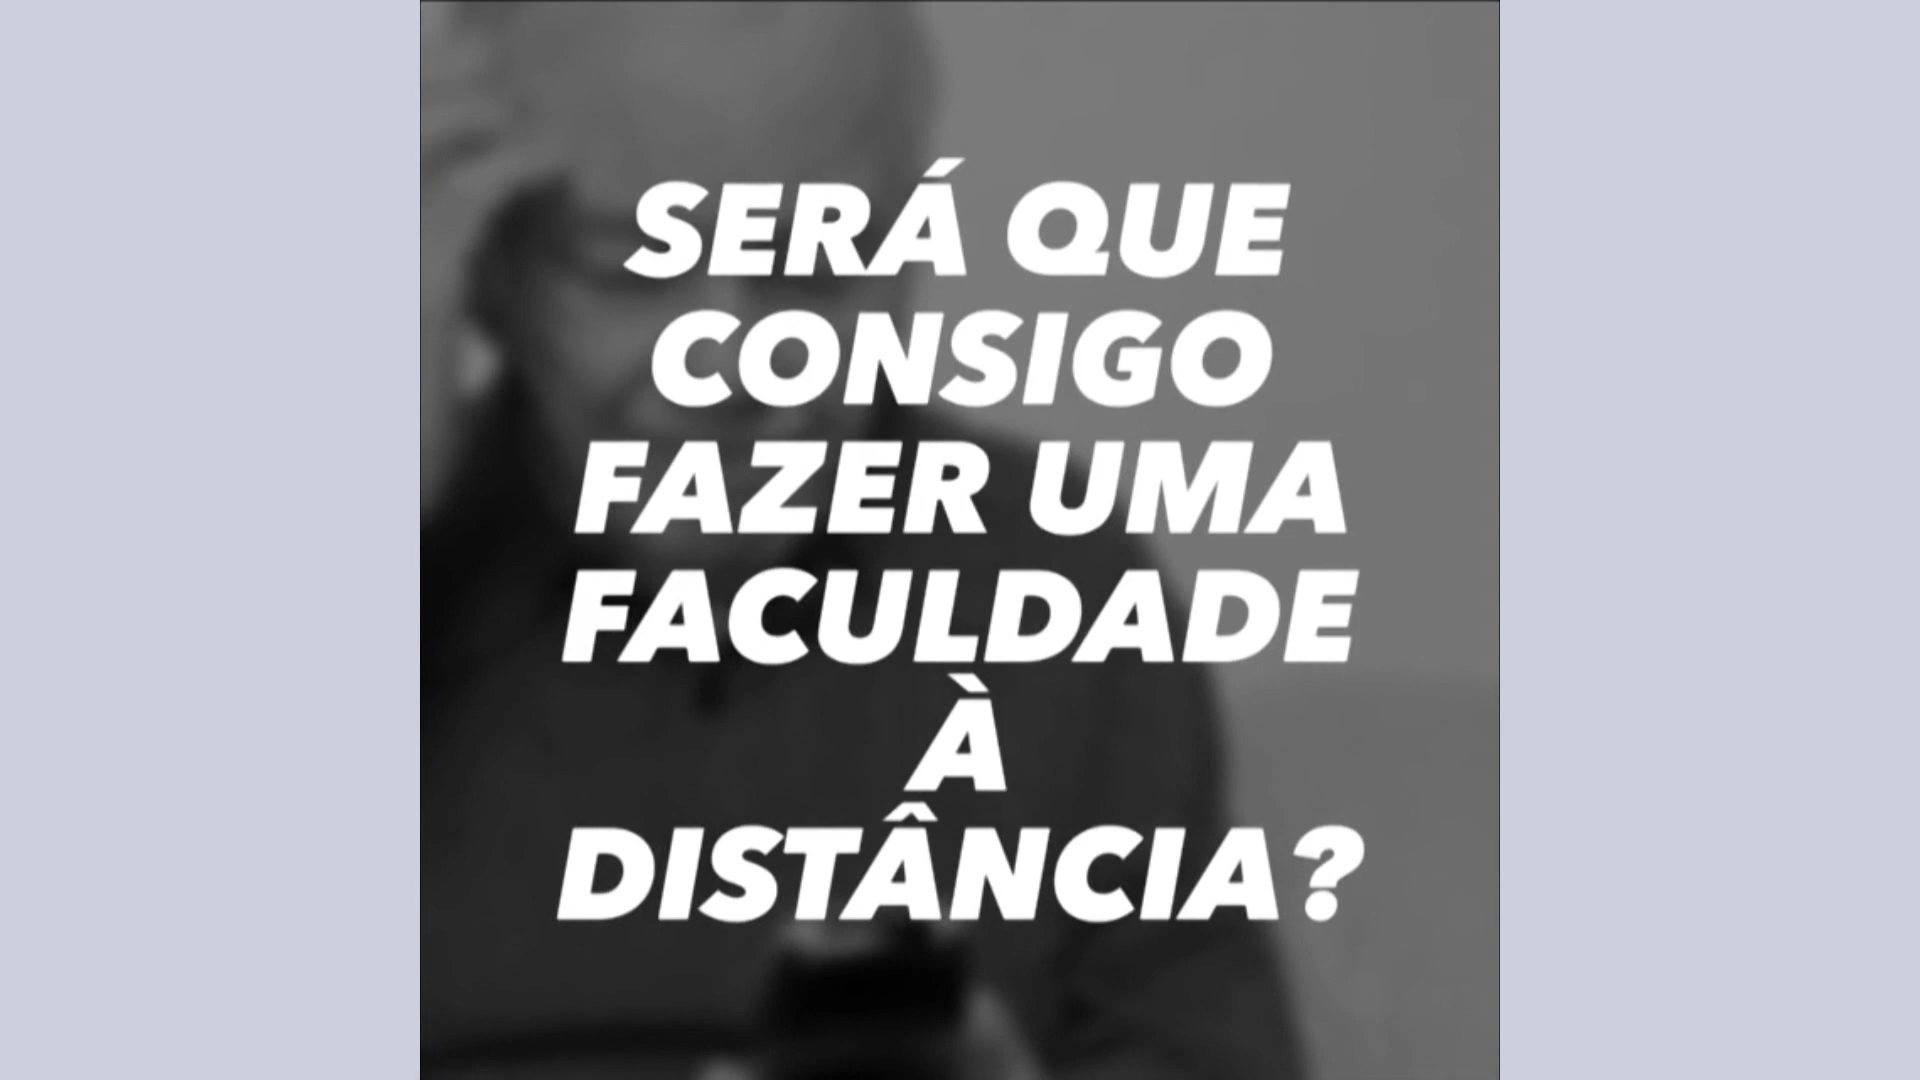 SERÁ QUE
CONSIGO
FAZER UMA
FACULDADE
À
DISTÂNCIA?